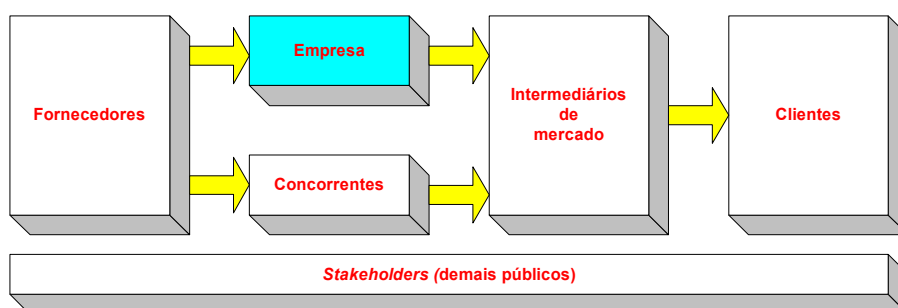 Fornecedores
Empresa
Concorrentes
Intermediários
de
mercado
Clientes
Stakeholders (demais públicos)